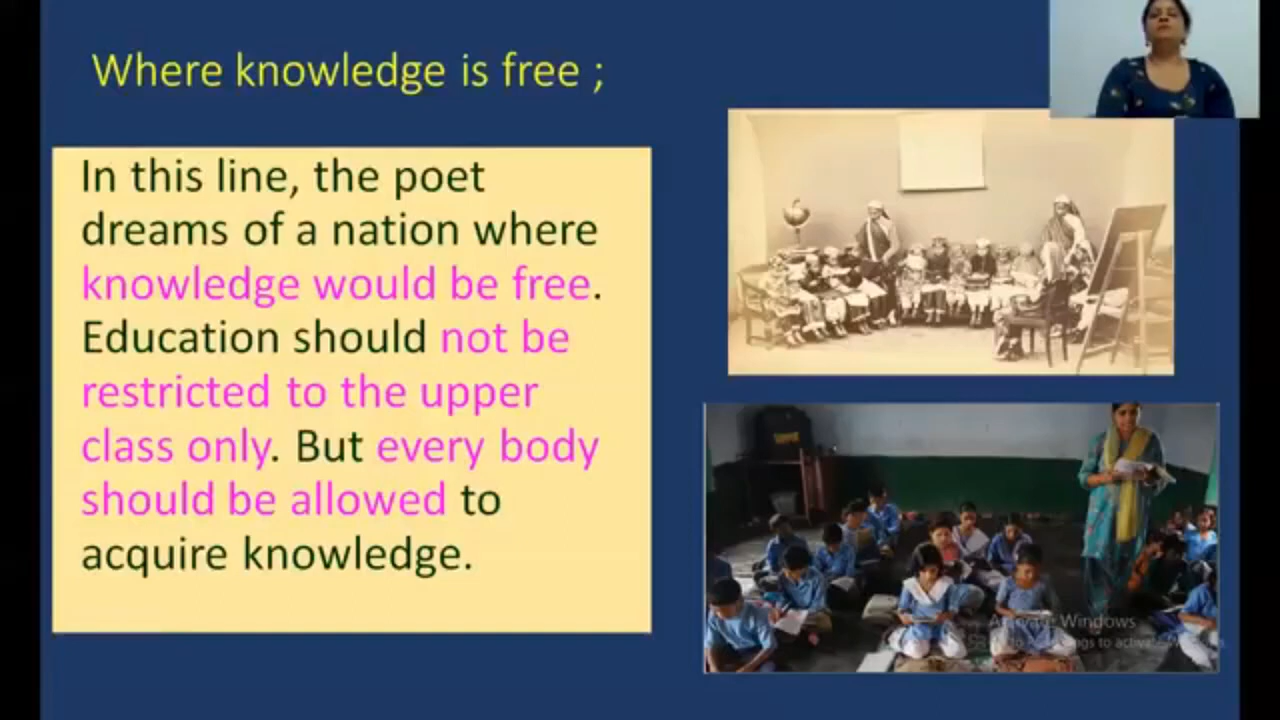 Where knowledge is free ;
In this line, the poet
dreams of a nation where
knowledge would be free.
Education should not be
restricted to the upper
class only. But every body
should be allowed to
acquire knowledge.
Activate Windows